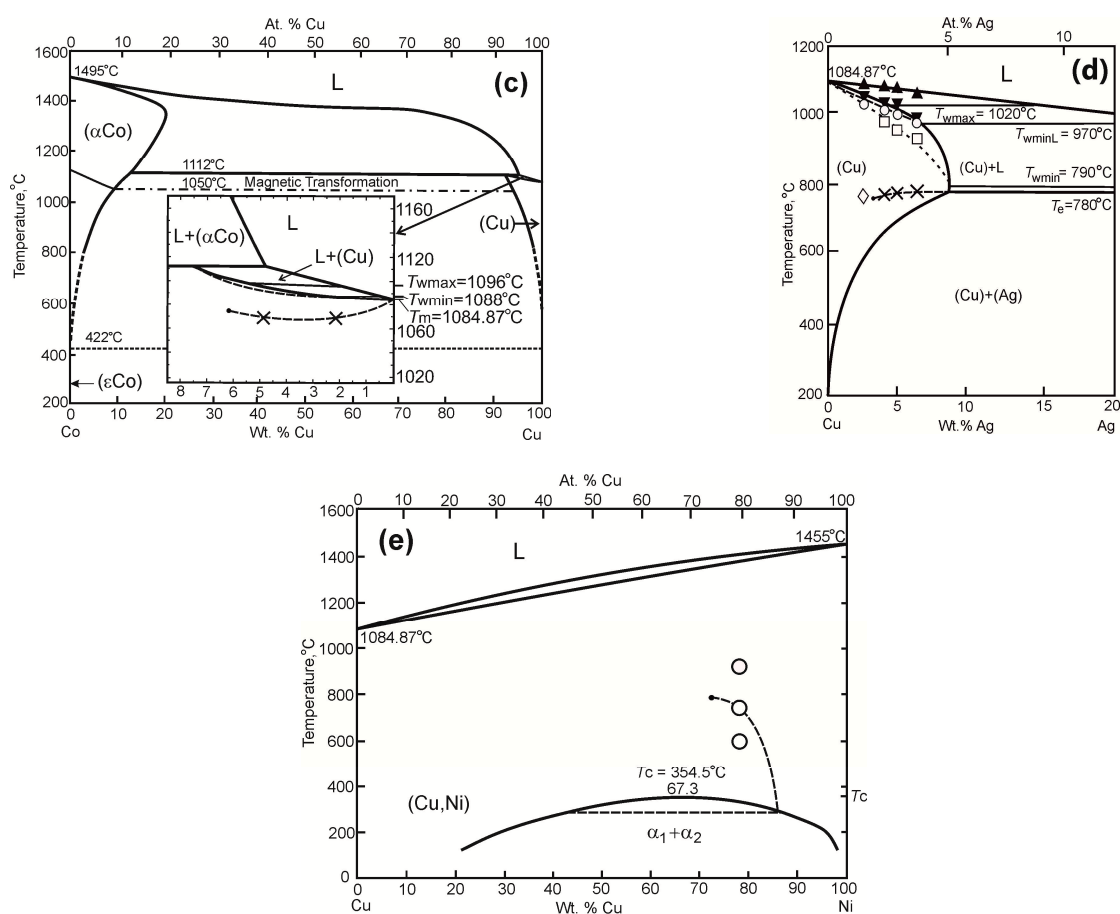 At. % Cu
0 10 20 30 40 50 60 70 80 90 100
1600
1400
1200
1000
800
600
400
200
Temperature,°C
1495°C
L
(c)
(αCo)
1112°C
1050°C Magnetic Transformation
(Cu)
L+(αCo)
L
L+(Cu)
1160
1120
Twmax=1096°C
Twmin=1088°C
Tm=1084.87°C
1060
1020
8 7 6 5 4 3 2 1
422°C
(εCo)
0 10 20 30 40 50 60 70 80 90 100
Co Wt. % Cu Cu
At.% Ag
0 5 10
1200
1000
800
600
400
200
Temperature,°C
1084.87°C
L
(d)
Twmax = 1020°C
TwminL = 970°C
(Cu)
(Cu)+L
Twmin = 790°C
Te=780°C
(Cu)+(Ag)
0 5 10 15 20
Cu Wt.% Ag Ag
At. % Cu
0 10 20 30 40 50 60 70 80 90 100
1600
1400
1200
1000
800
600
400
200
0
Temperature,°C
(e)
L
1455°C
1084.87°C
Tc = 354.5°C
67.3
Tc
(Cu,Ni)
α1+α2
0 10 20 30 40 50 60 70 80 90 100
Cu Wt. % Cu Ni